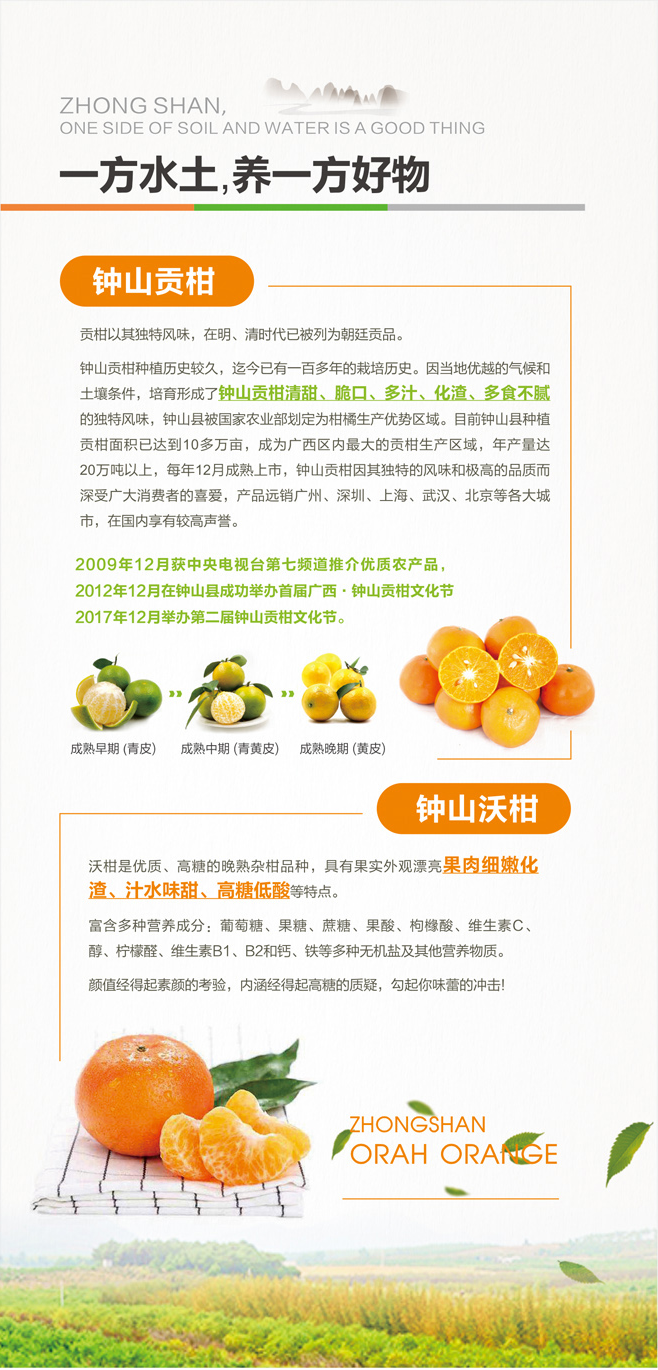 ZHONG SHAN,
ONE SIDE OF SOIL AND WATER IS A GOOD THING
一方水土,养一方好物
钟山贡柑
贡柑以其独特风味，在明、清时代已被列为朝廷贡品。
钟山贡柑种植历史较久，迄今已有一百多年的栽培历史。因当地优越的气候和
土壤条件，培育形成了钟山贡柑清甜、脆口、多汁、化渣、多食不腻
的独特风味，钟山县被国家农业部划定为柑橘生产优势区域。目前钟山县种植
贡柑面积已达到10多万亩，成为广西区内最大的贡柑生产区域，年产量达
20万吨以上，每年12月成熟上市，钟山贡柑因其独特的风味和极高的品质而
深受广大消费者的喜爱，产品远销广州、深圳、上海、武汉、北京等各大城
市，在国内享有较高声誉。
2009年12月获中央电视台第七频道推介优质农产品，
2012年12月在钟山县成功举办首届广西·钟山贡柑文化节
2017年12月举办第二届钟山贡柑文化节。
成熟早期 (青皮)
成熟中期 (青黄皮)
成熟晚期 (黄皮)
钟山沃柑
沃柑是优质、高糖的晚熟杂柑品种，具有果实外观漂亮果肉细嫩化
渣、汁水味甜、高糖低酸等特点。
富含多种营养成分：葡萄糖、果糖、蔗糖、果酸、枸橼酸、维生素C、
醇、柠檬醛、维生素B1、B2和钙、铁等多种无机盐及其他营养物质。
颜值经得起素颜的考验，内涵经得起高糖的质疑，勾起你味蕾的冲击!
ZHONGSHAN
ORAH ORANGE